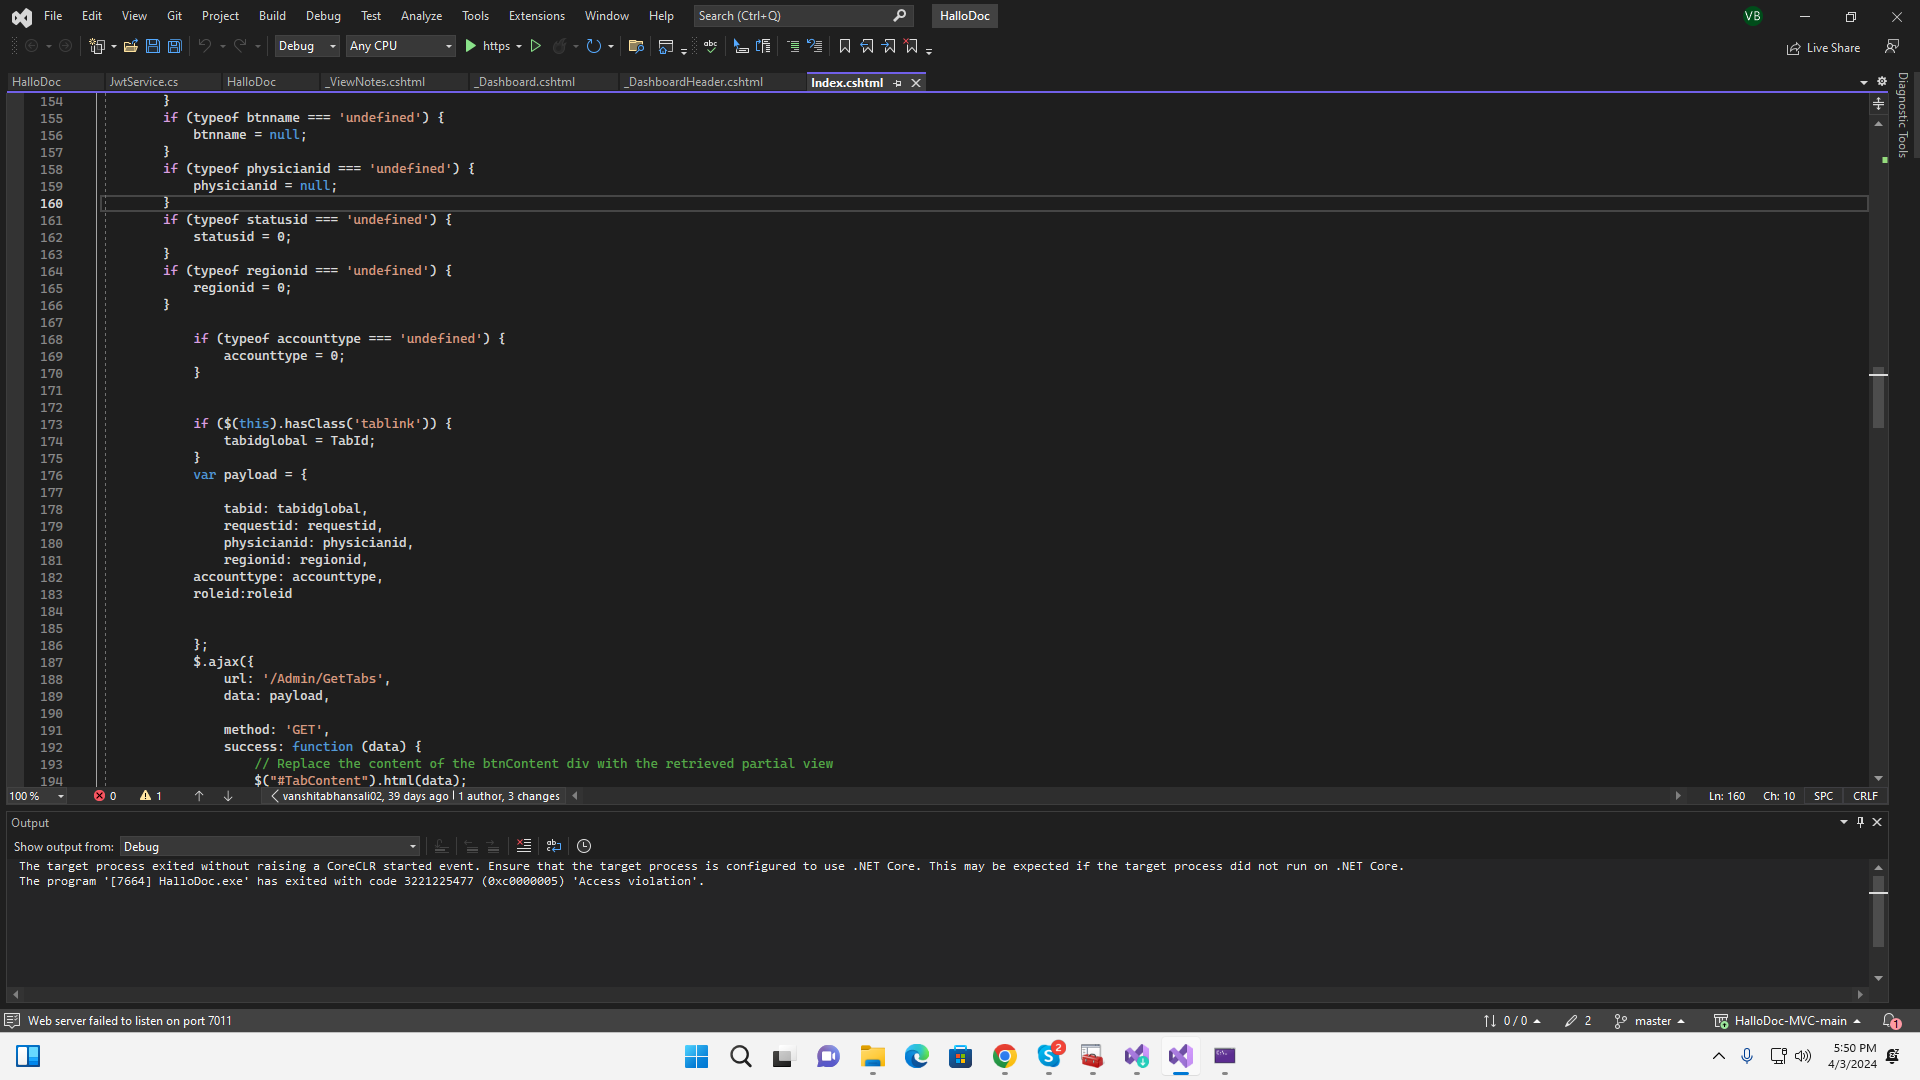 File Edit View Git Project Build Debug Test Analyze Tools Extensions Window Help Search (Ctrl+Q) HalloDoc VB
Debug Any CPU https Live Share
HalloDoc JwtService.cs HalloDoc _ViewNotes.cshtml _Dashboard.cshtml _DashboardHeader.cshtml Index.cshtml
Diagnostic Tools
154 }
155 if (typeof btnname === 'undefined') {
156 btnname = null;
157 }
158 if (typeof physicianid === 'undefined') {
159 physicianid = null;
160 }
161 if (typeof statusid === 'undefined') {
162 statusid = 0;
163 }
164 if (typeof regionid === 'undefined') {
165 regionid = 0;
166 }
167
168 if (typeof accounttype === 'undefined') {
169 accounttype = 0;
170 }
171
172
173 if ($(this).hasClass('tablink')) {
174 tabidglobal = TabId;
175 }
176 var payload = {
177
178 tabid: tabidglobal,
179 requestid: requestid,
180 physicianid: physicianid,
181 regionid: regionid,
182 accounttype: accounttype,
183 roleid:roleid
184
185
186 };
187 $.ajax({
188 url: '/Admin/GetTabs',
189 data: payload,
190
191 method: 'GET',
192 success: function (data) {
193 // Replace the content of the btnContent div with the retrieved partial view
194 $("#TabContent").html(data);
100 % 0 1 vanshitabhansali02, 39 days ago | 1 author, 3 changes Ln: 160 Ch: 10 SPC CRLF
Output
Show output from: Debug
The target process exited without raising a CoreCLR started event. Ensure that the target process is configured to use .NET Core. This may be expected if the target process did not run on .NET Core.
The program '[7664] HalloDoc.exe' has exited with code 3221225477 (0xc0000005) 'Access violation'.
Web server failed to listen on port 7011 0 / 0 2 master HalloDoc-MVC-main 1
2
5:50 PM
4/3/2024